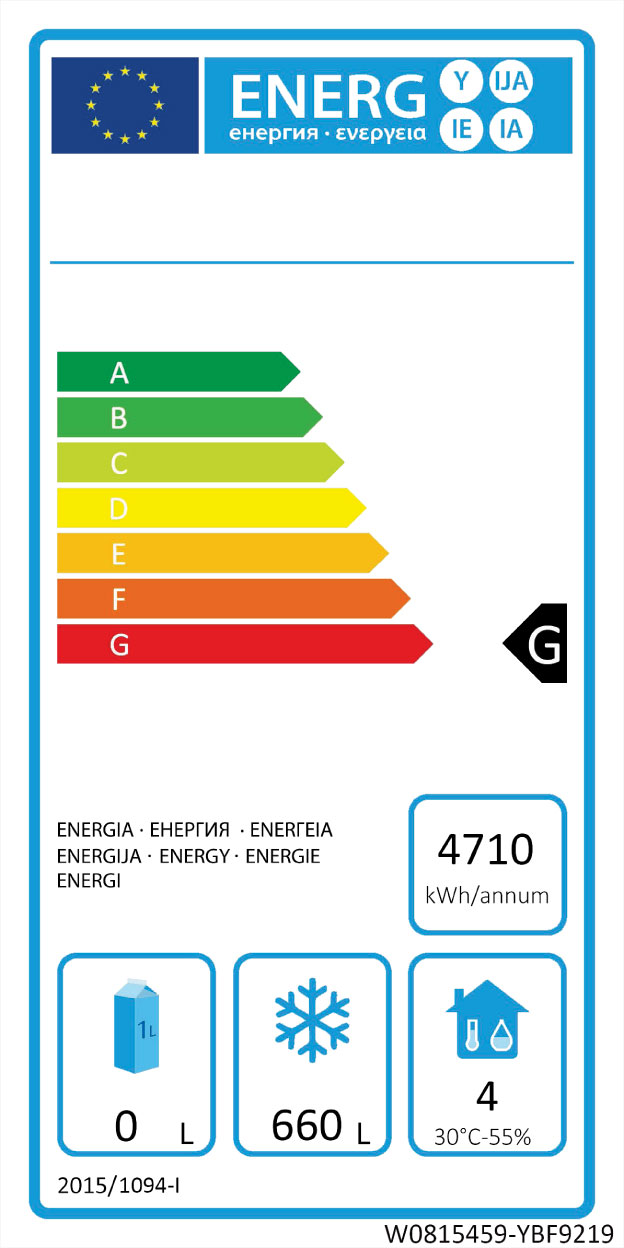 ENERG Y IJA
енергия · ενεργεια IE IA
A
B
C
D
E
F
G
G
ENERGIA · ЕНЕРГИЯ · ΕΝΕΡΓΕΙΑ
ENERGIJA · ENERGY · ENERGIE
ENERGI
4710
kWh/annum
1L
0 L
660 L
4
30°C-55%
2015/1094-I
W0815459-YBF9219